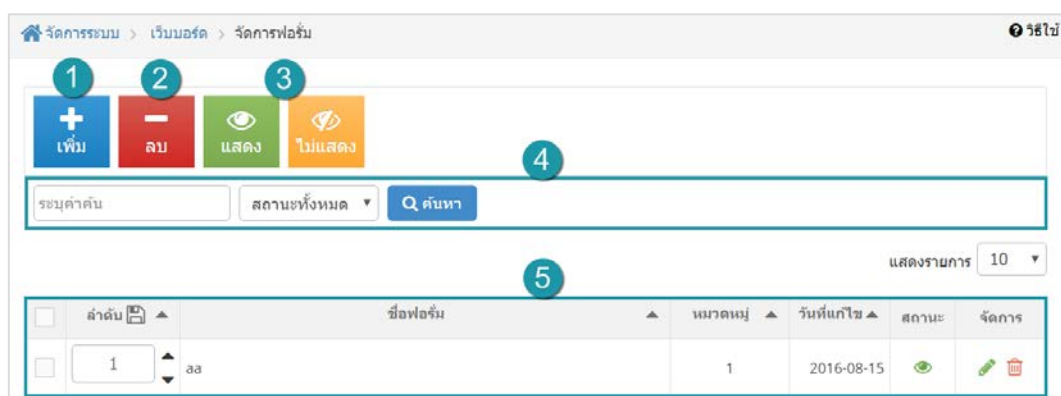 จัดการระบบ > เว็บบอร์ด > จัดการฟอรั่ม
วิธีใช้
1 2 3
เพิ่ม ลบ แสดง ไม่แสดง
4
ระบุคำค้น สถานะทั้งหมด ค้นหา
แสดงรายการ 10
5
ลำดับ ชื่อฟอรั่ม หมวดหมู่ วันที่แก้ไข สถานะ จัดการ
1 aa 1 2016-08-15